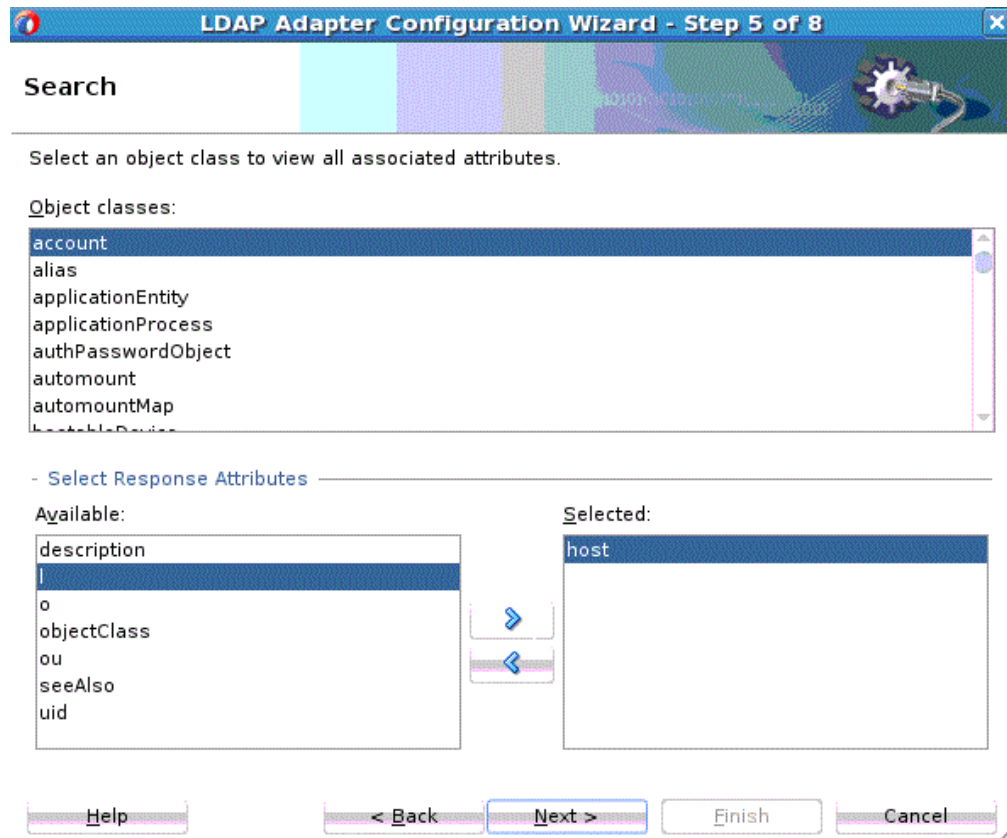 LDAP Adapter Configuration Wizard - Step 5 of 8
Search
Select an object class to view all associated attributes.
Object classes:
account
alias
applicationEntity
applicationProcess
authPasswordObject
automount
automountMap
Select Response Attributes
Available:
Selected:
description
host
l
o
objectClass
ou
seeAlso
uid
Help
< Back
Next >
Finish
Cancel